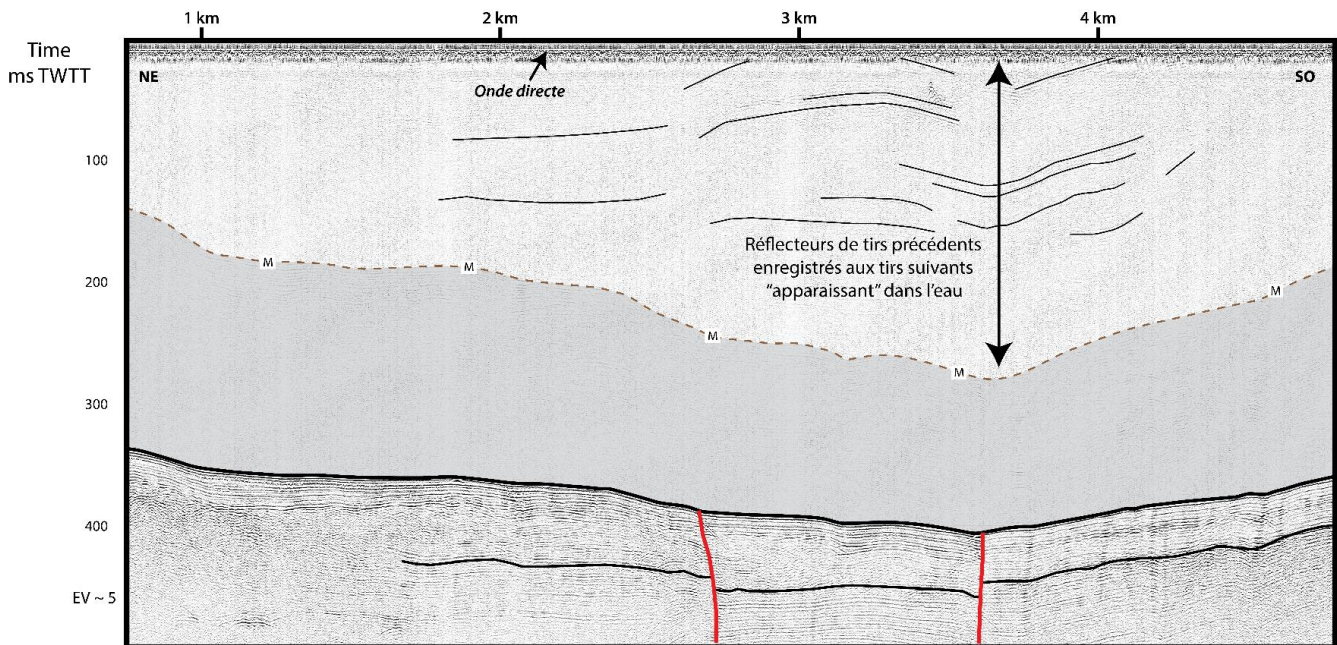 1 km
2 km
3 km
4 km
Time
ms TWTT
NE
Onde directe
SO
100
Réflecteurs de tirs précédents
enregistrés aux tirs suivants
"apparaissant" dans l'eau
M
M
200
M
M
M
300
400
EV ~ 5